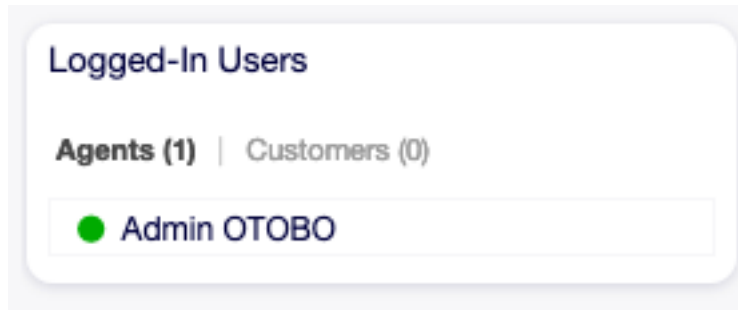 Logged-In Users
Agents (1) | Customers (0)
Admin OTOBO